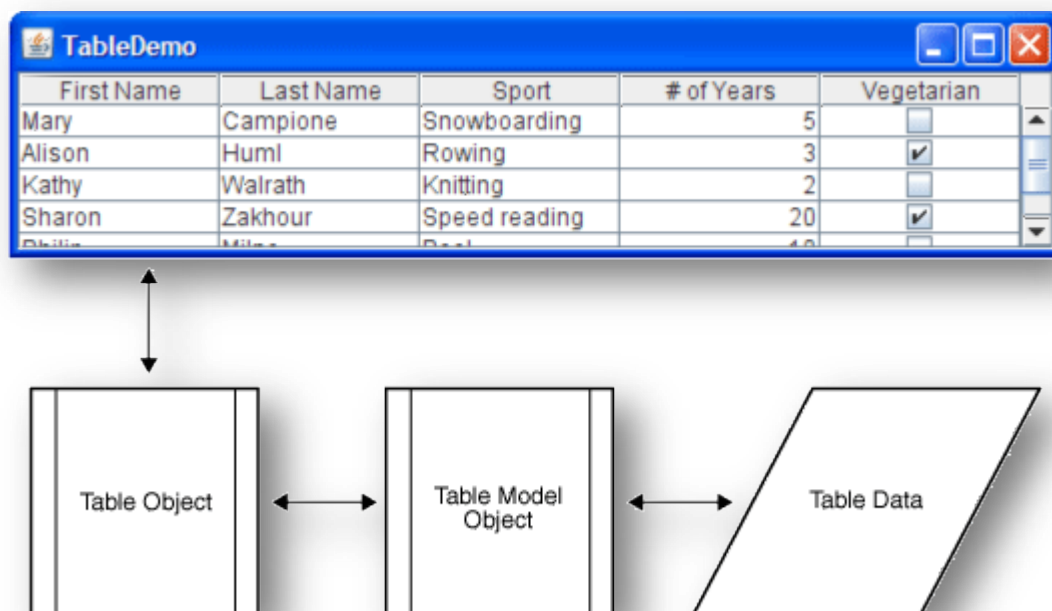 TableDemo
First Name Last Name Sport # of Years Vegetarian
Mary Campione Snowboarding 5
Alison Huml Rowing 3
Kathy Walrath Knitting 2
Sharon Zakhour Speed reading 20
Table Object
Table Model
Object
Table Data